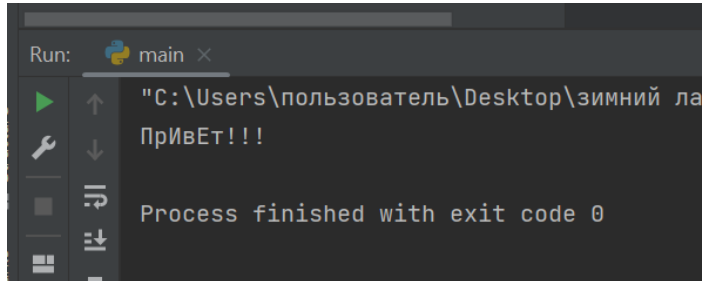 Run: main
"C:\Users\пользователь\Desktop\зимний ла
ПрИвЕт!!!
Process finished with exit code 0